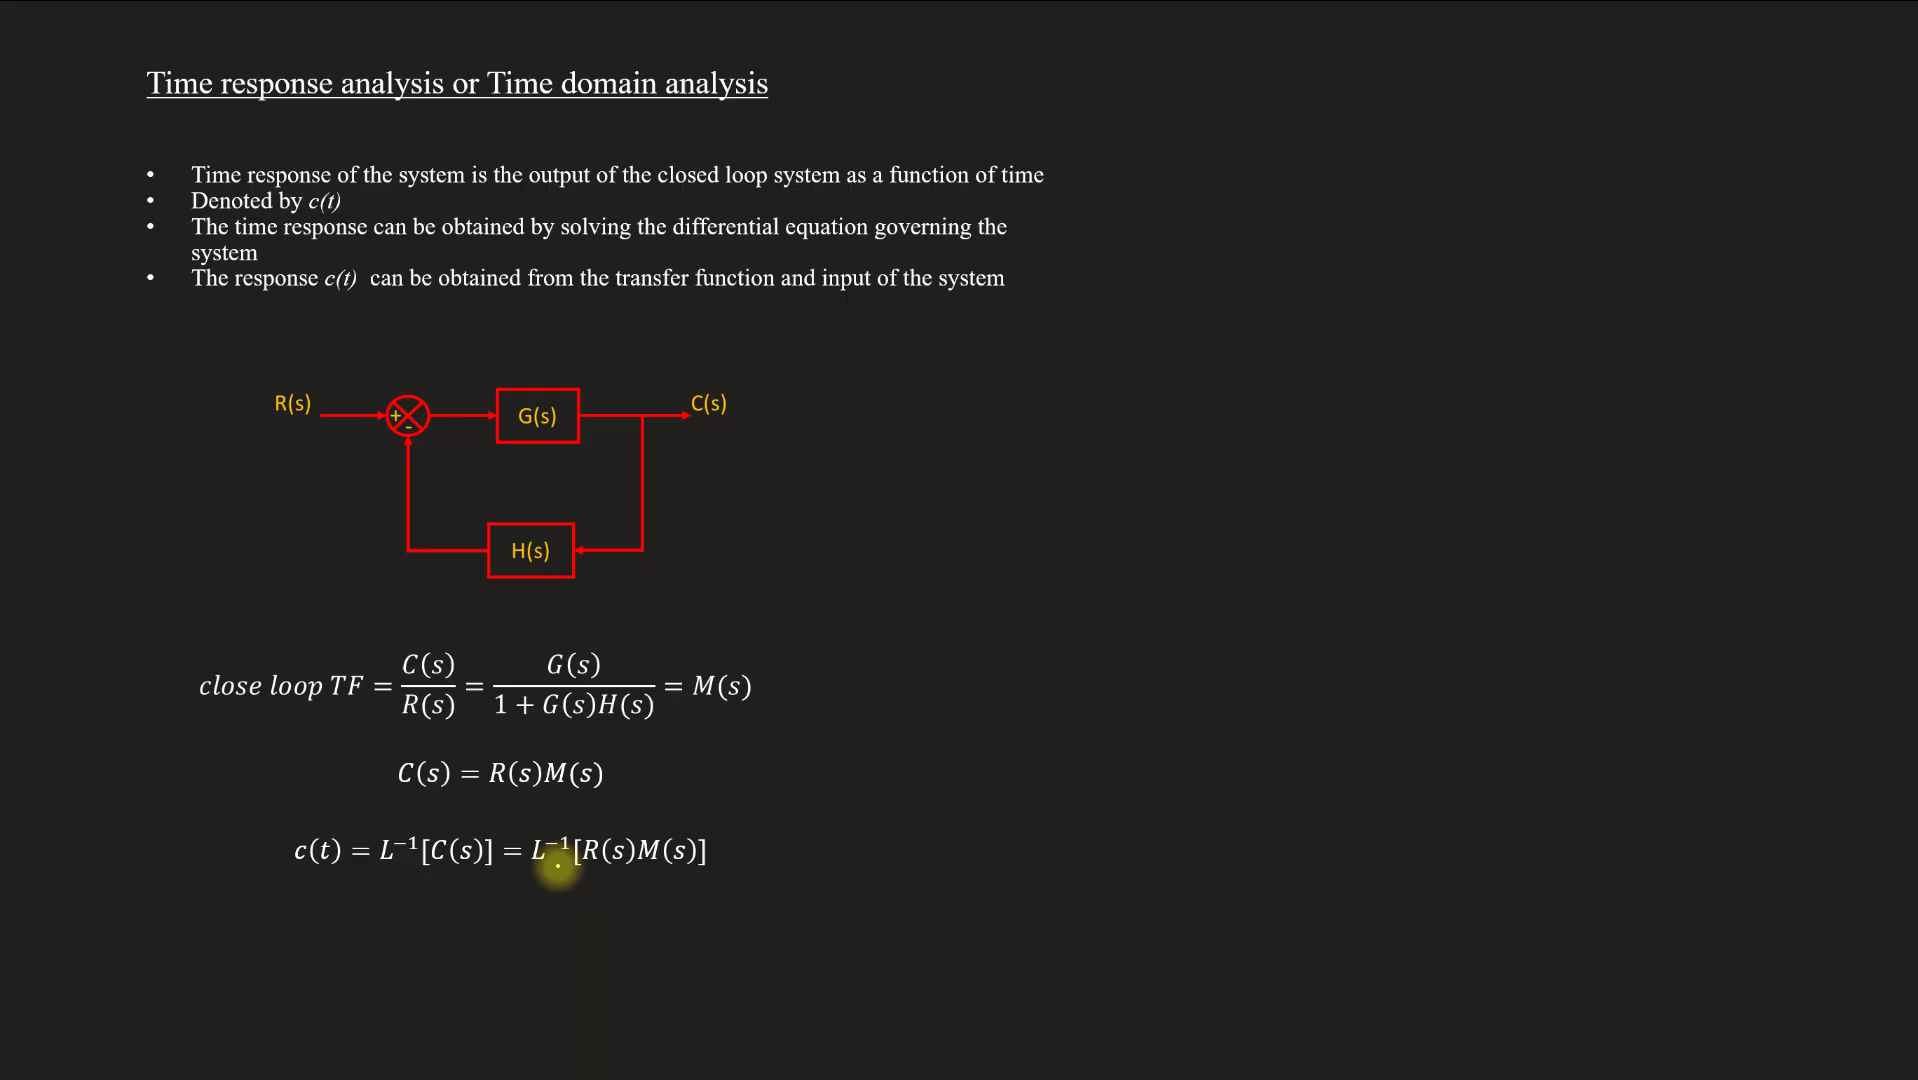 Time response analysis or Time domain analysis
• Time response of the system is the output of the closed loop system as a function of time
• Denoted by c(t)
• The time response can be obtained by solving the differential equation governing the
system
• The response c(t) can be obtained from the transfer function and input of the system
R(s) + - G(s) C(s)
H(s)
close loop TF = C(s)/R(s) = G(s)/1 + G(s)H(s) = M(s)
C(s) = R(s)M(s)
c(t) = L⁻¹[C(s)] = L⁻¹[R(s)M(s)]